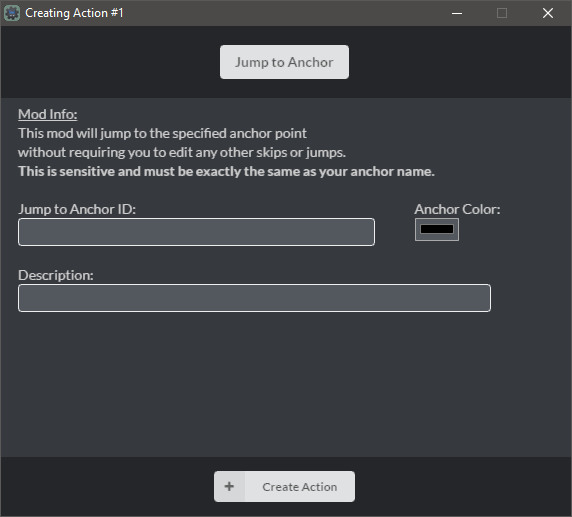 Creating Action #1
Jump to Anchor
Mod Info:
This mod will jump to the specified anchor point
without requiring you to edit any other skips or jumps.
This is sensitive and must be exactly the same as your anchor name.
Jump to Anchor ID:
Anchor Color:
Description:
+ Create Action